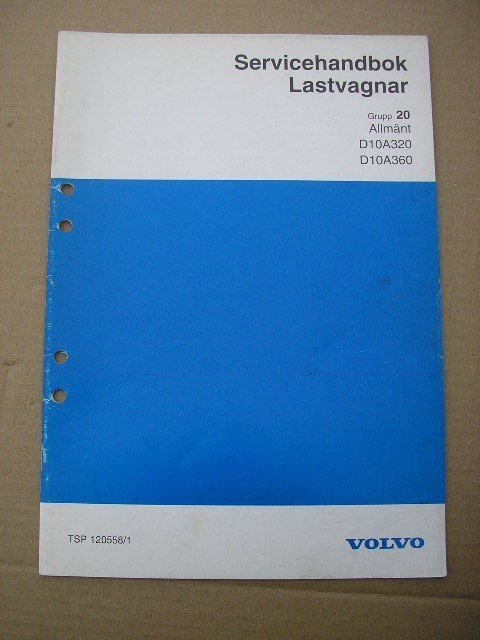 Servicehandbok
Lastvagnar
Grupp 20
Allmänt
D10A320
D10A360
TSP 120558/1
VOLVO